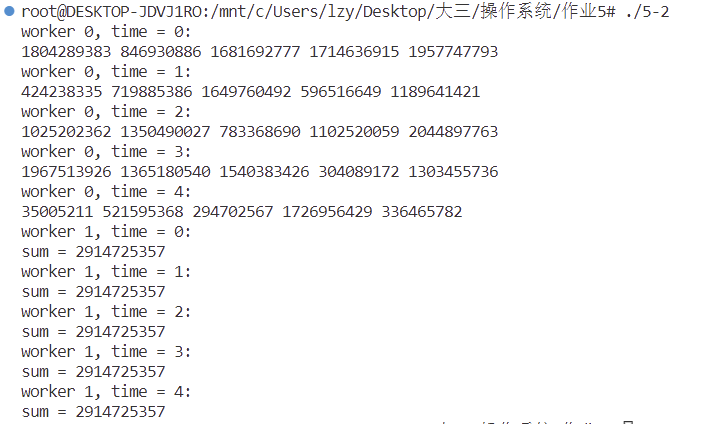 root@DESKTOP-JDVJ1RO:/mnt/c/Users/lzy/Desktop/大三/操作系统/作业5# ./5-2
worker 0, time = 0:
1804289383 846930886 1681692777 1714636915 1957747793
worker 0, time = 1:
424238335 719885386 1649760492 596516649 1189641421
worker 0, time = 2:
1025202362 1350490027 783368690 1102520059 2044897763
worker 0, time = 3:
1967513926 1365180540 1540383426 304089172 1303455736
worker 0, time = 4:
35005211 521595368 294702567 1726956429 336465782
worker 1, time = 0:
sum = 2914725357
worker 1, time = 1:
sum = 2914725357
worker 1, time = 2:
sum = 2914725357
worker 1, time = 3:
sum = 2914725357
worker 1, time = 4:
sum = 2914725357